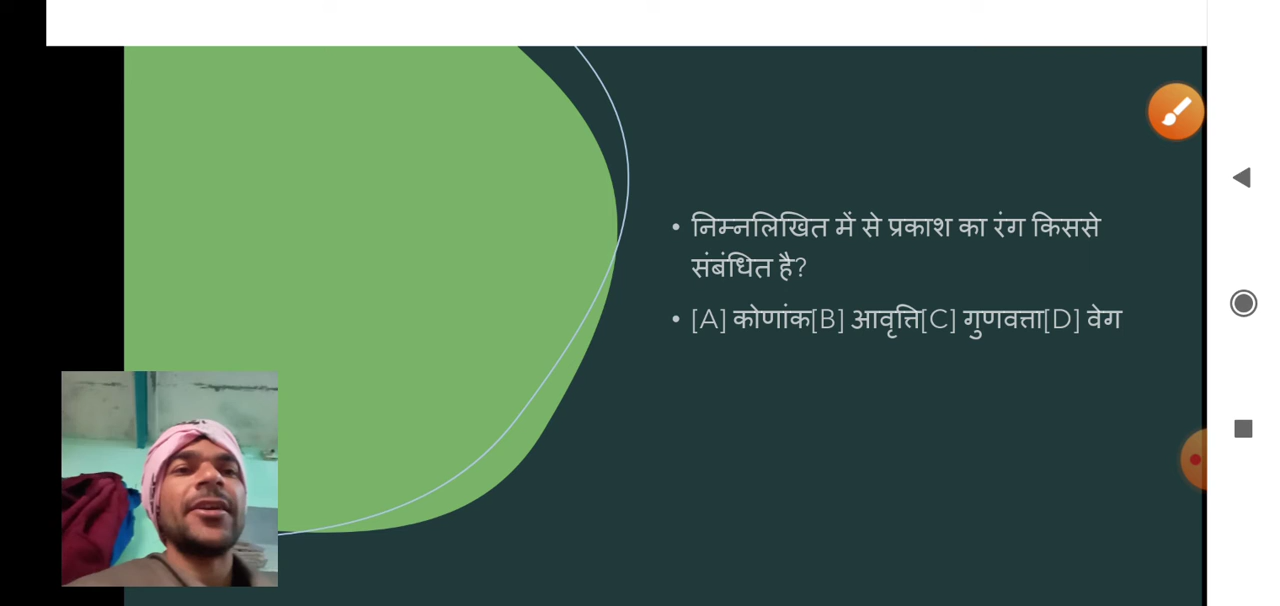 निम्नलिखित में से प्रकाश का रंग किससे
संबंधित है?
[A] कोणांक[B] आवृत्ति[C] गुणवत्ता[D] वेग